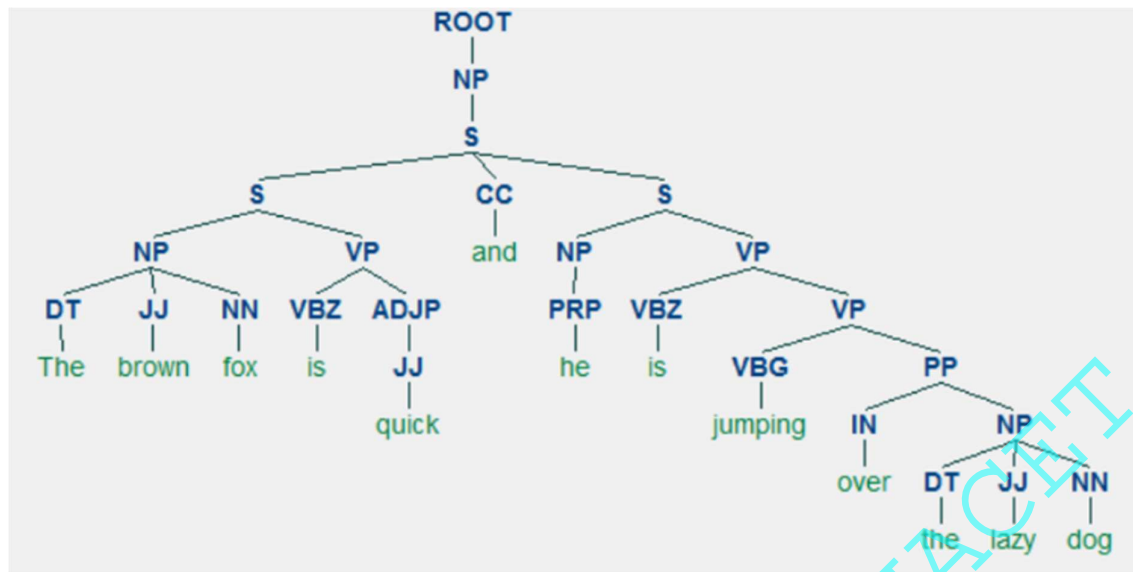 ROOT
NP
S
S CC S
NP VP and NP VP
DT JJ NN VBZ ADJP PRP VBZ VP
The brown fox is JJ he is VBG PP
quick jumping IN NP
over DT JJ NN
the lazy dog